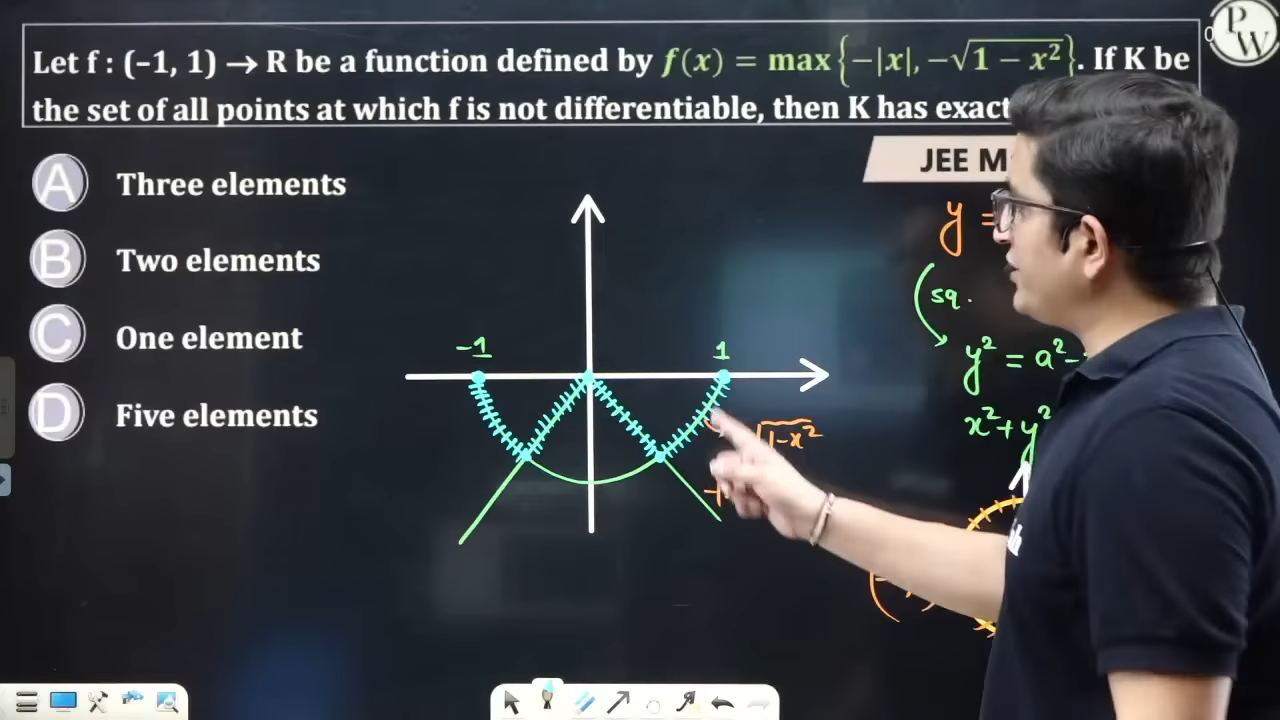 Let f : (–1, 1) → R be a function defined by f(x) = max{−|x|, −√1 − x²}. If K be
the set of all points at which f is not differentiable, then K has
JEE
A Three elements
B Two elements
C One element
D Five elements
y =
sq.
y² = a² -
x² + y²
-1
1
√1-x²
PW